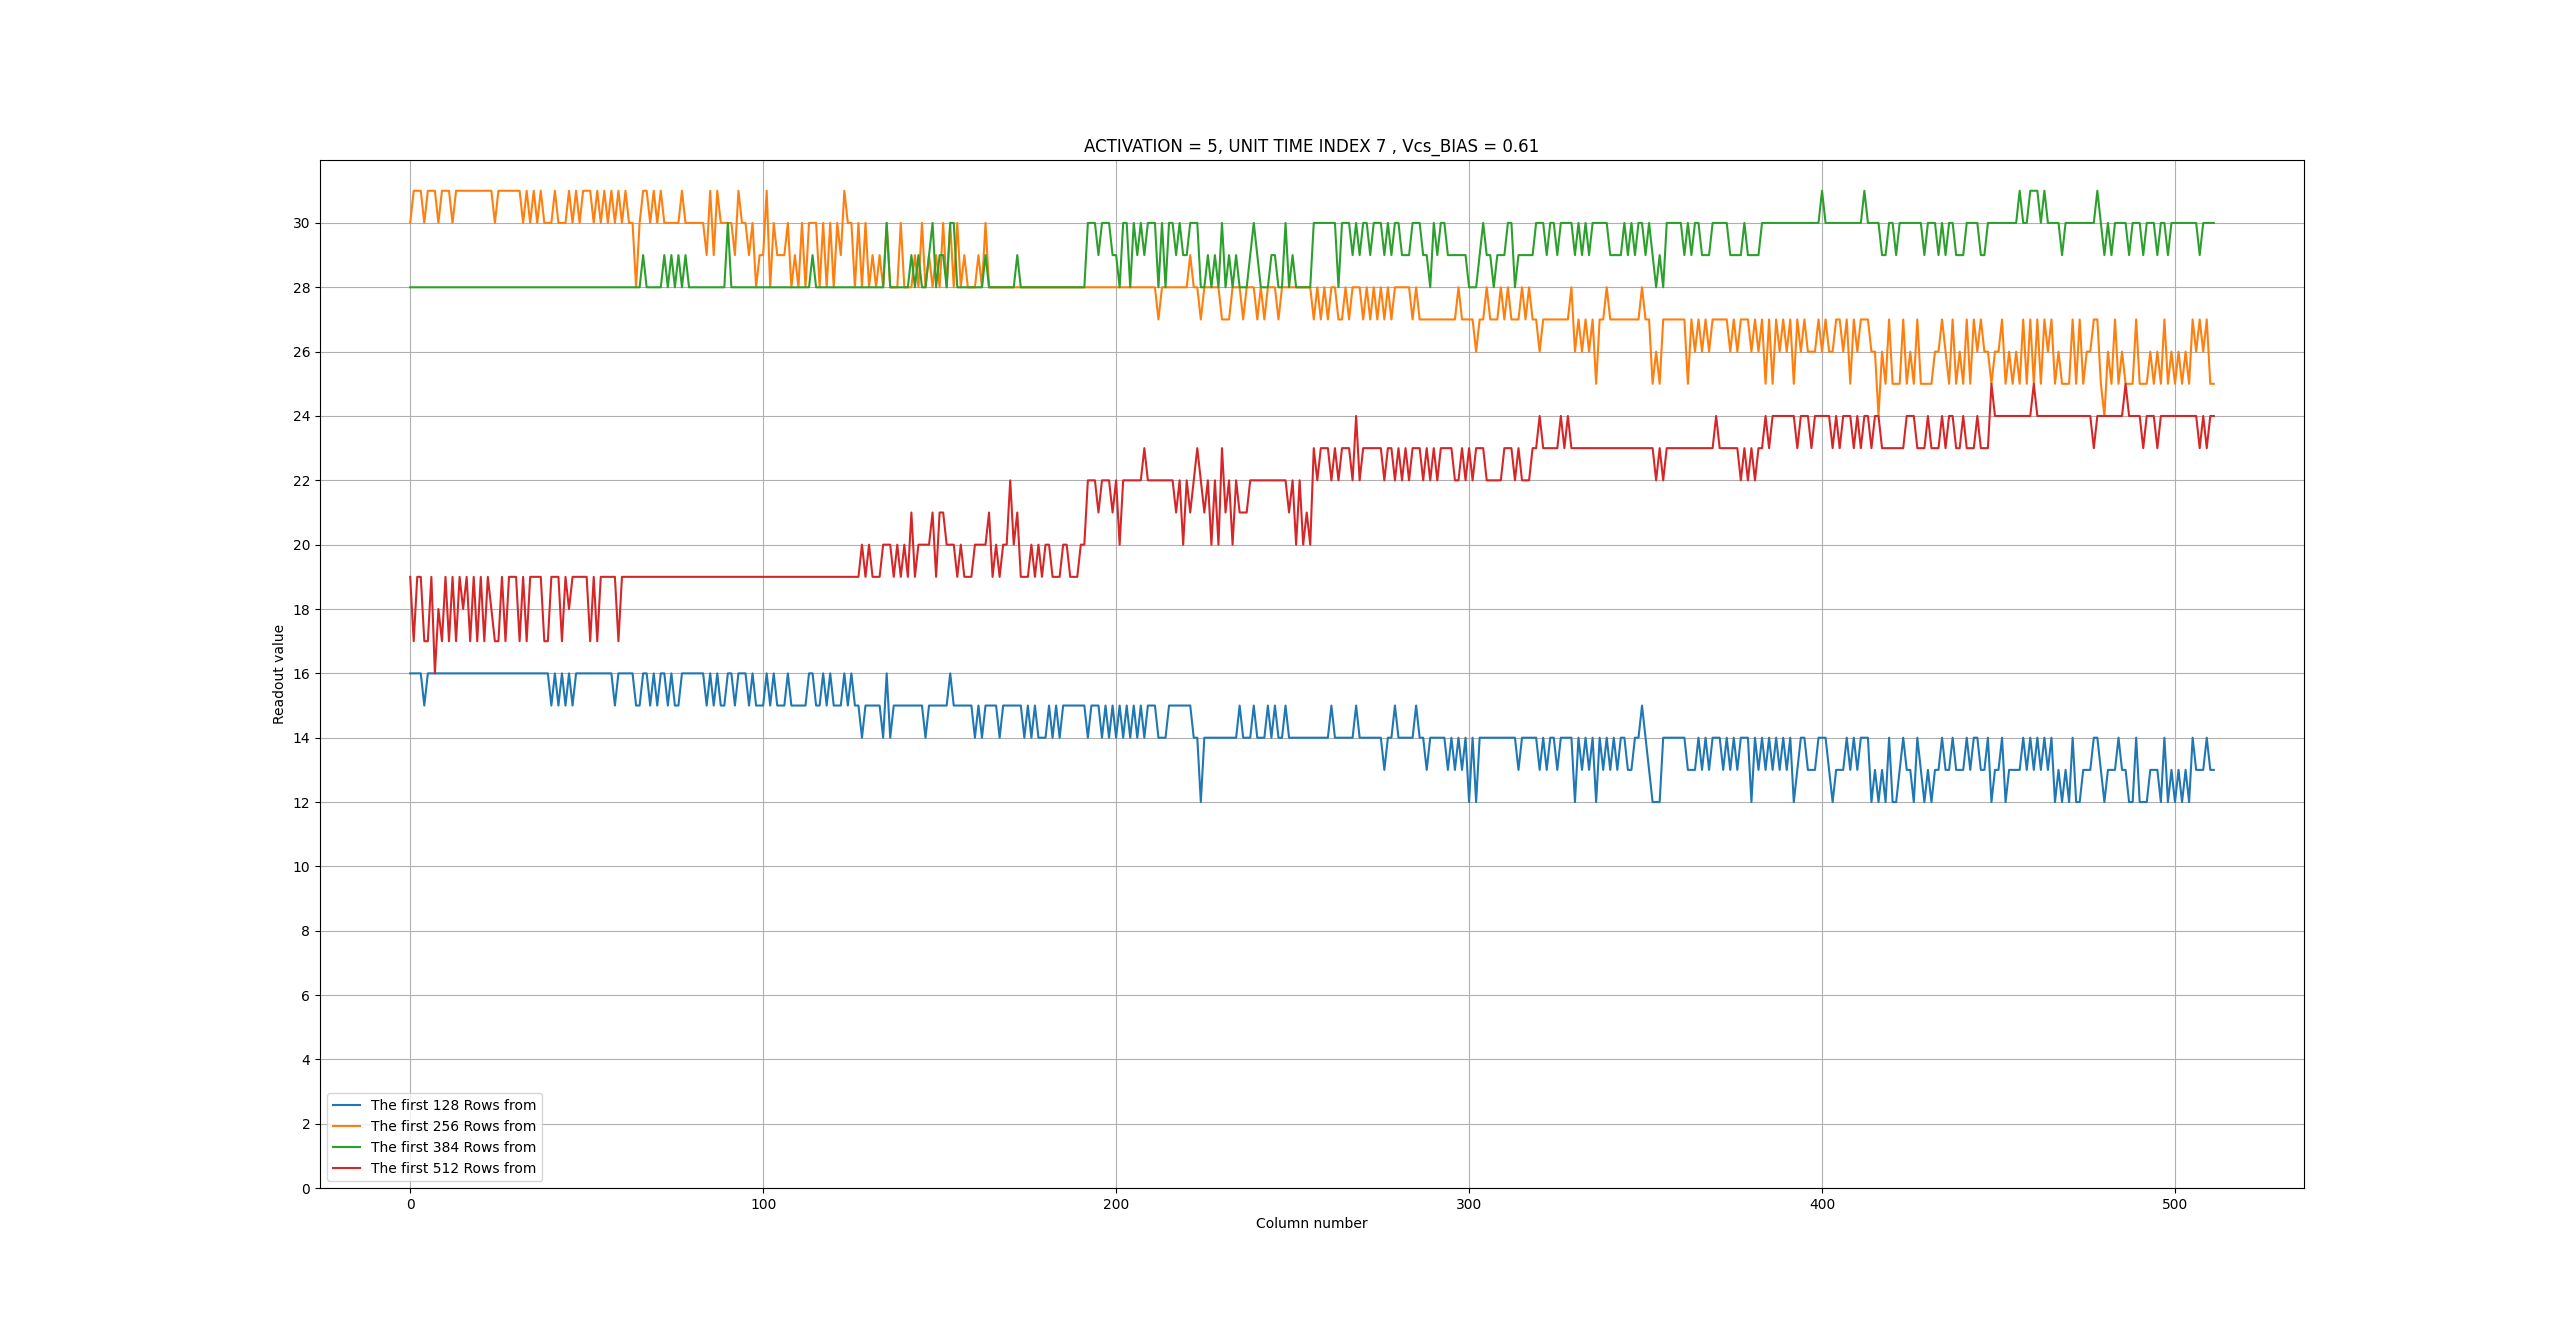 ACTIVATION = 5, UNIT TIME INDEX 7 , Vcs_BIAS = 0.61
Readout value
30
28
26
24
22
20
18
16
14
12
10
8
6
4
2
0
The first 128 Rows from
The first 256 Rows from
The first 384 Rows from
The first 512 Rows from
0 100 200 300 400 500
Column number